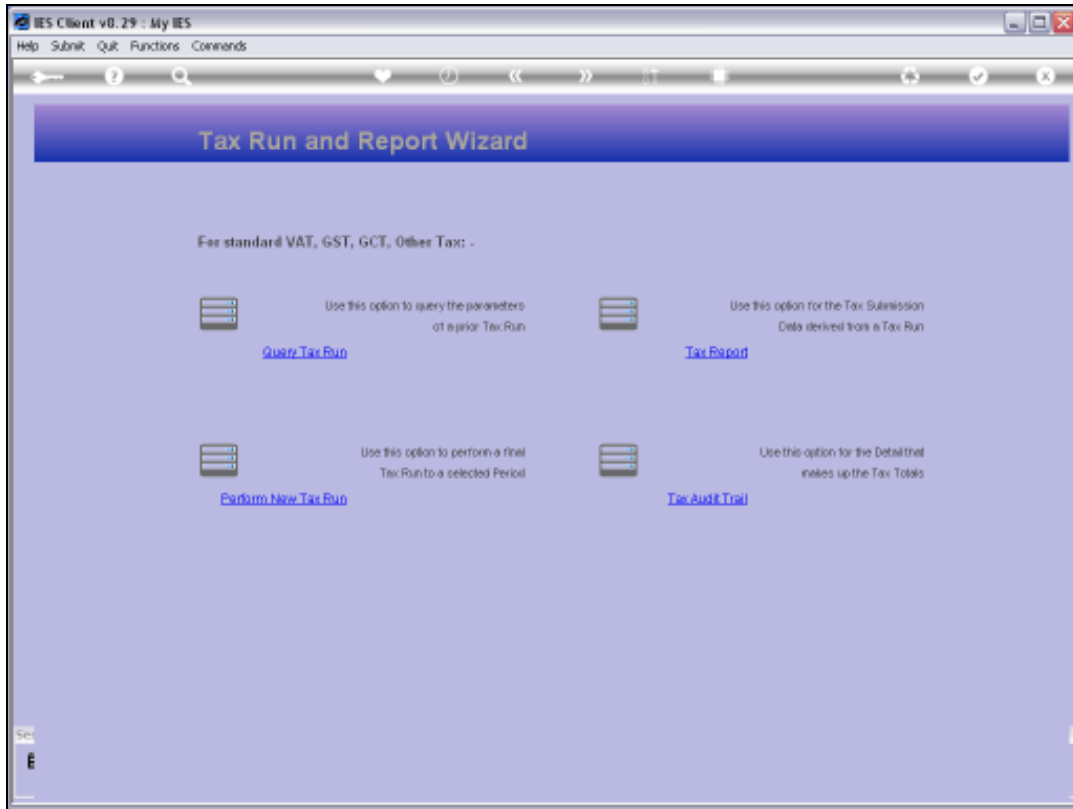 IES Client v8.29 : My IES
Help Submit Quit Functions Commands
Tax Run and Report Wizard
For standard VAT, GST, GCT, Other Tax: -
Use this option to query the parameters
of a prior Tax Run
Query Tax Run
Use this option for the Tax Submission
Data derived from a Tax Run
Tax Report
Use this option to perform a final
Tax Run to a selected Period
Perform New Tax Run
Use this option for the Detail that
makes up the Tax Totals
Tax Audit Trail